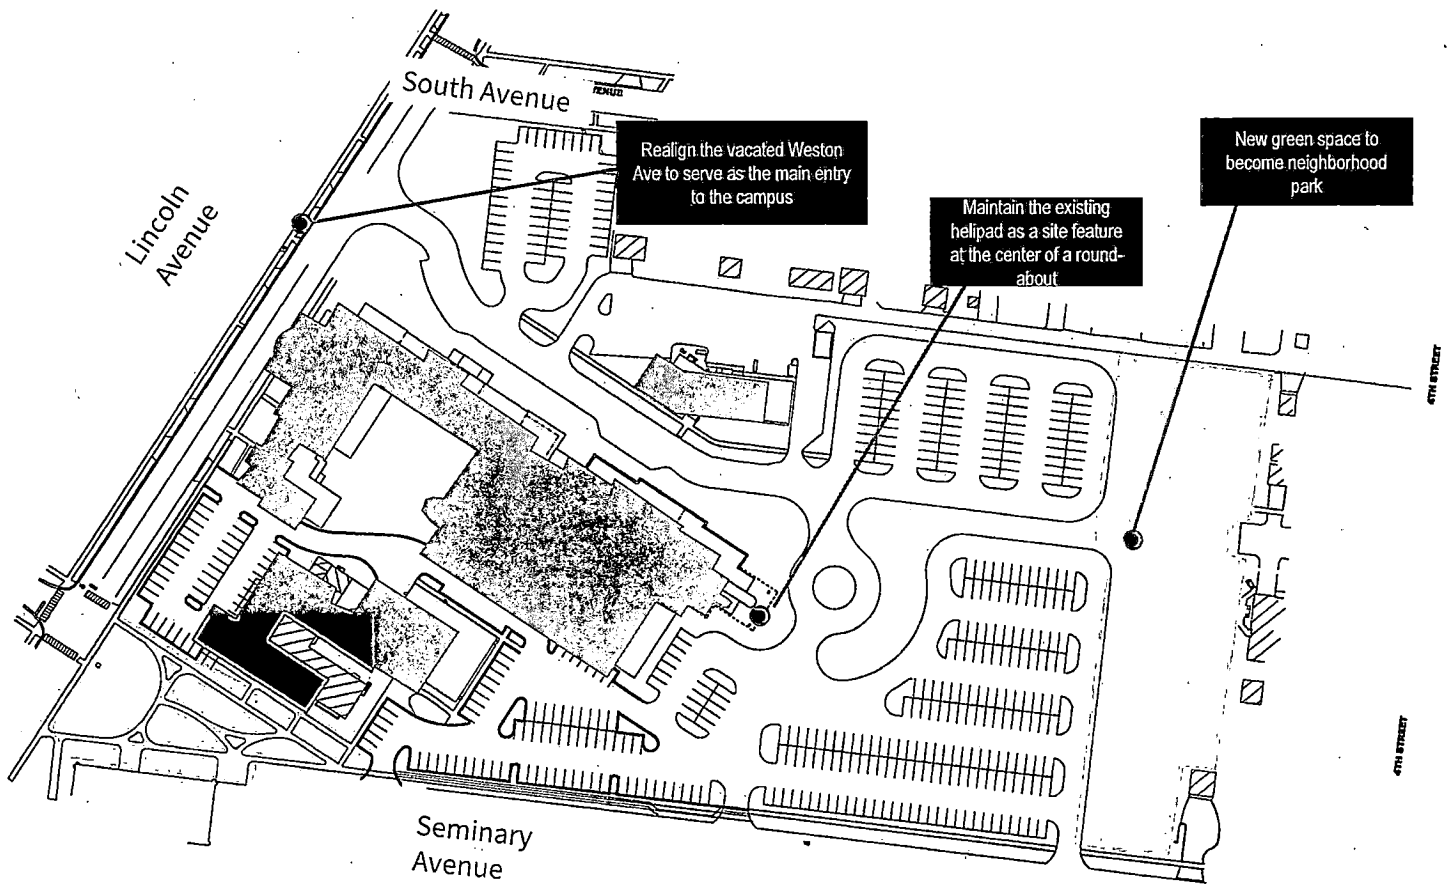 South Avenue
Realign the vacated Weston
Ave to serve as the main entry
to the campus
New green space to
become neighborhood
park
Maintain the existing
helipad as a site feature
at the center of a round-
about
Lincoln
Avenue
4TH STREET
4TH STREET
Seminary
Avenue